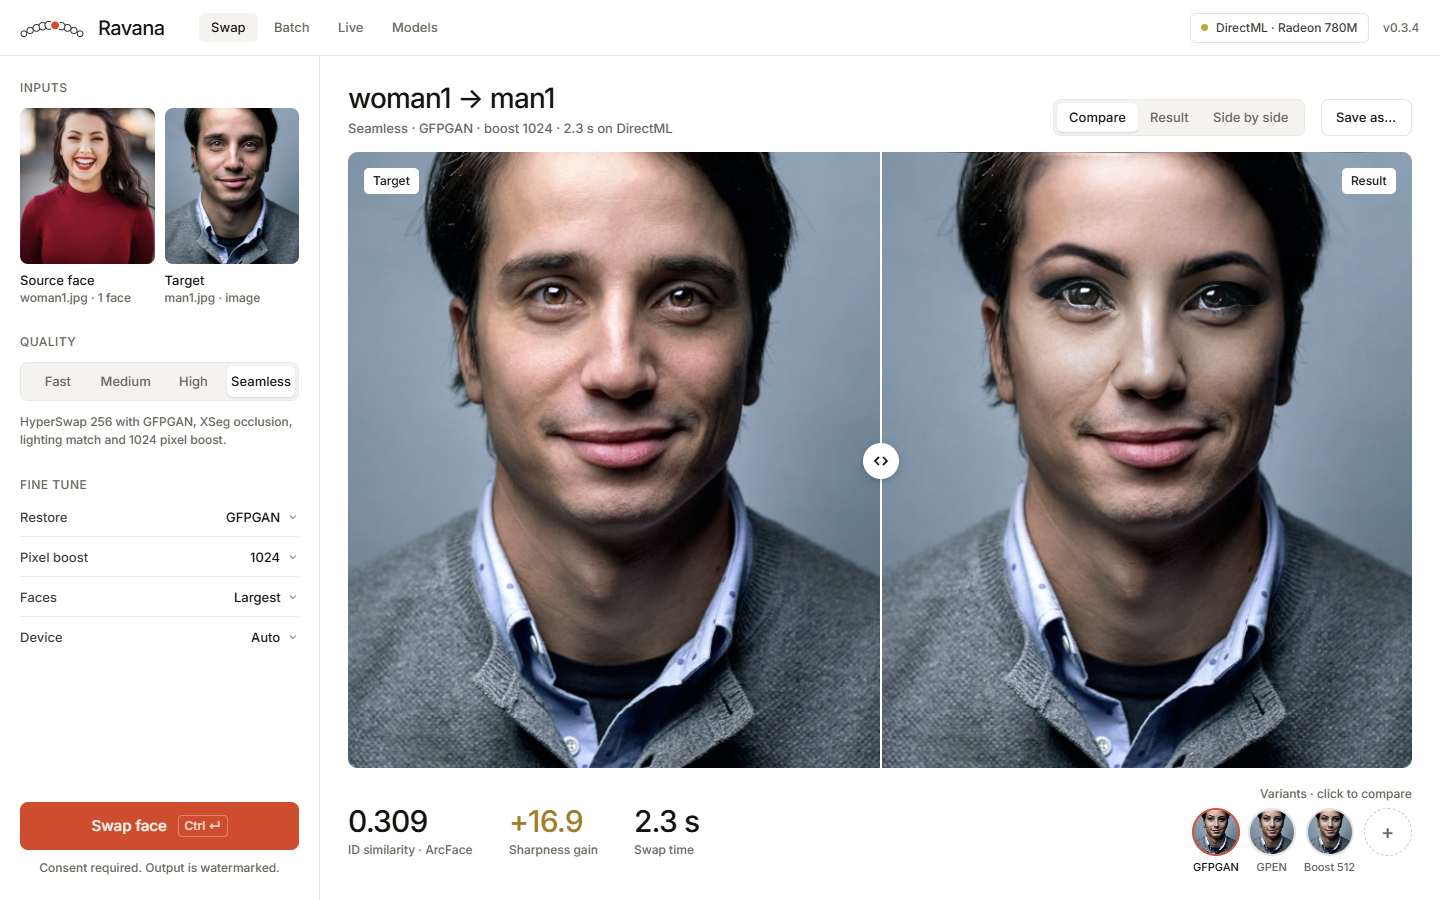 Ravana
Swap
Batch
Live
Models
DirectML · Radeon 780M
v0.3.4
INPUTS
Source face
woman1.jpg · 1 face
Target
man1.jpg · image
QUALITY
Fast
Medium
High
Seamless
HyperSwap 256 with GFPGAN, XSeg occlusion,
lighting match and 1024 pixel boost.
FINE TUNE
Restore
GFPGAN
Pixel boost
1024
Faces
Largest
Device
Auto
Swap face
Ctrl ↵
Consent required. Output is watermarked.
woman1 → man1
Seamless · GFPGAN · boost 1024 · 2.3 s on DirectML
Compare
Result
Side by side
Save as...
Target
Result
0.309
ID similarity · ArcFace
+16.9
Sharpness gain
2.3 s
Swap time
Variants · click to compare
+
GFPGAN
GPEN
Boost 512